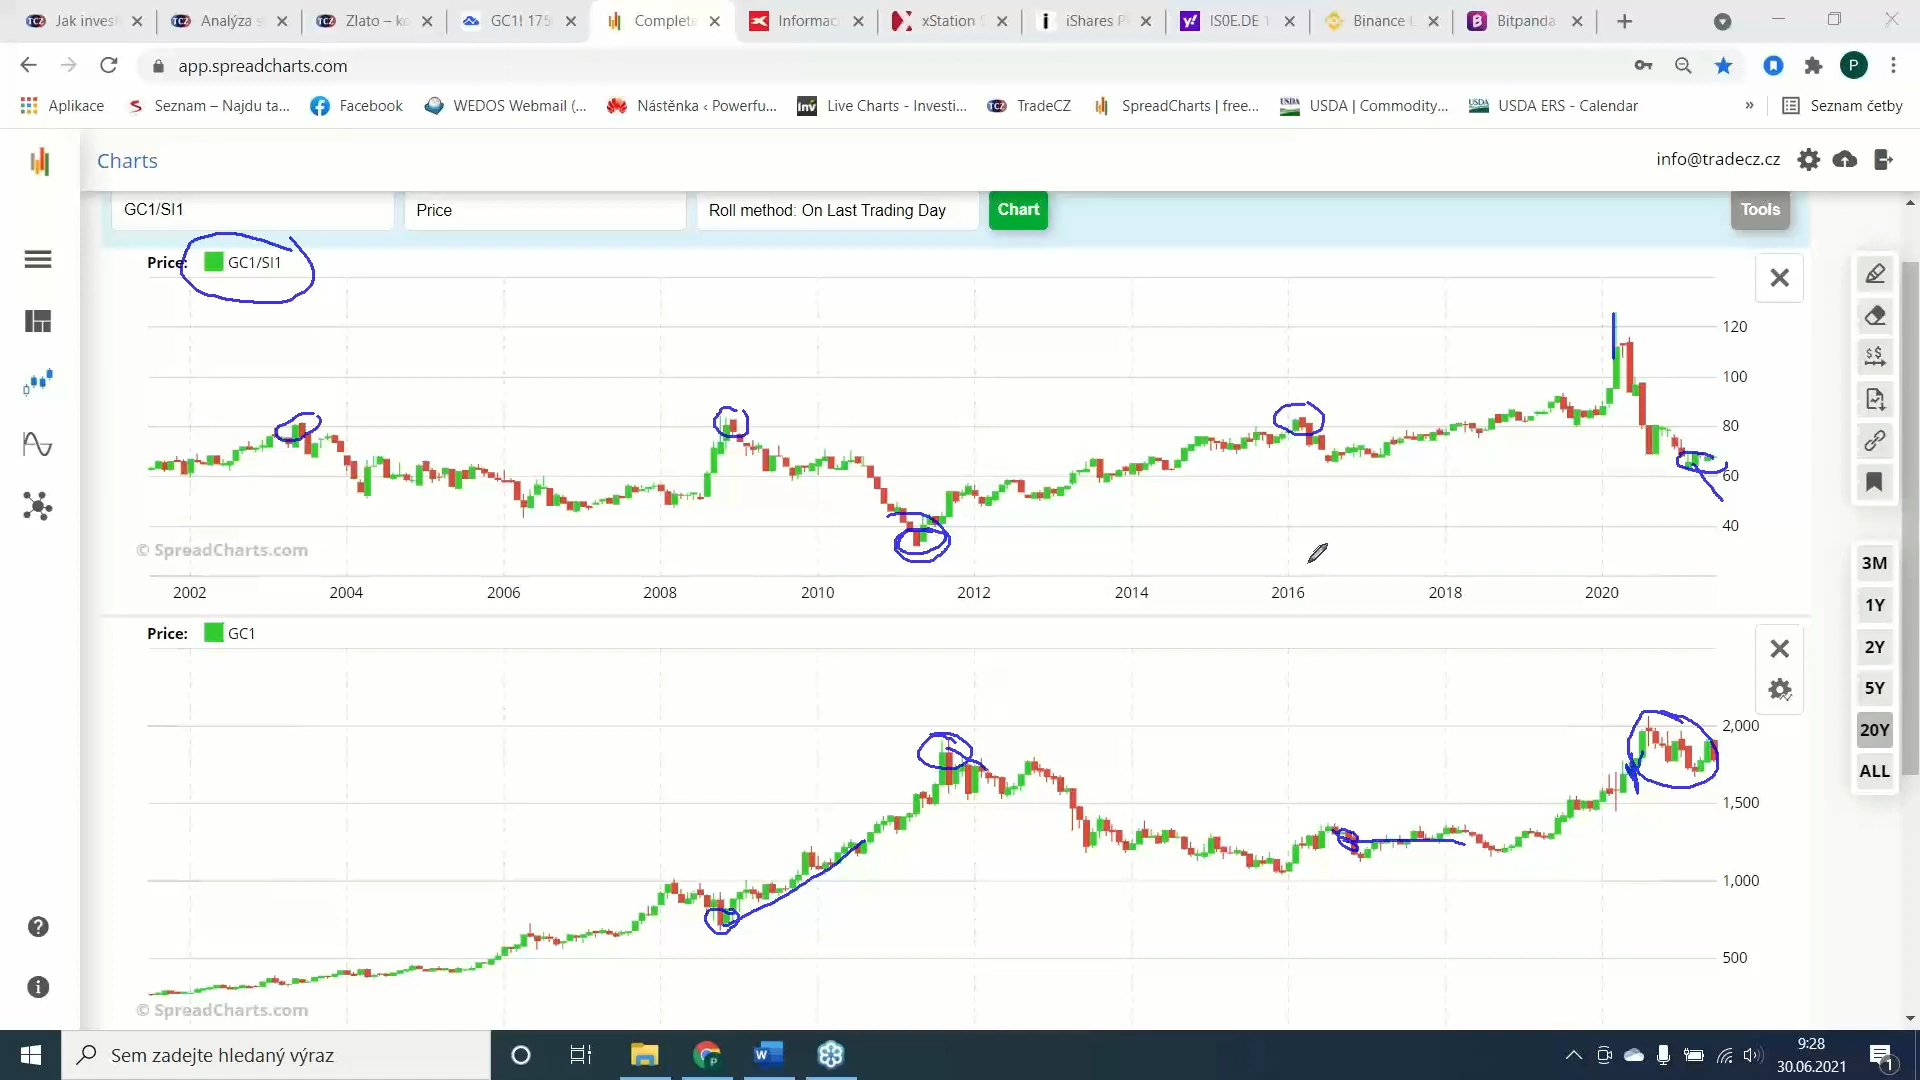 Jak invest
Analýza s
Zlato – ko
GC1! 175
Complete
Informac
xStation 5
iShares P
IS0E.DE 1
Binance L
Bitpanda
app.spreadcharts.com
P
Aplikace
Seznam – Najdu ta...
Facebook
WEDOS Webmail (...
Nástěnka ‹ Powerfu...
Live Charts - Investi...
TradeCZ
SpreadCharts | free...
USDA | Commodity...
USDA ERS - Calendar
»
Seznam četby
Charts
info@tradecz.cz
GC1/SI1
Price
Roll method: On Last Trading Day
Chart
Tools
Price: GC1/SI1
120
100
80
60
40
© SpreadCharts.com
2002 2004 2006 2008 2010 2012 2014 2016 2018 2020
Price: GC1
2,000
1,500
1,000
500
© SpreadCharts.com
3M
1Y
2Y
5Y
20Y
ALL
Sem zadejte hledaný výraz
9:28
30.06.2021
1